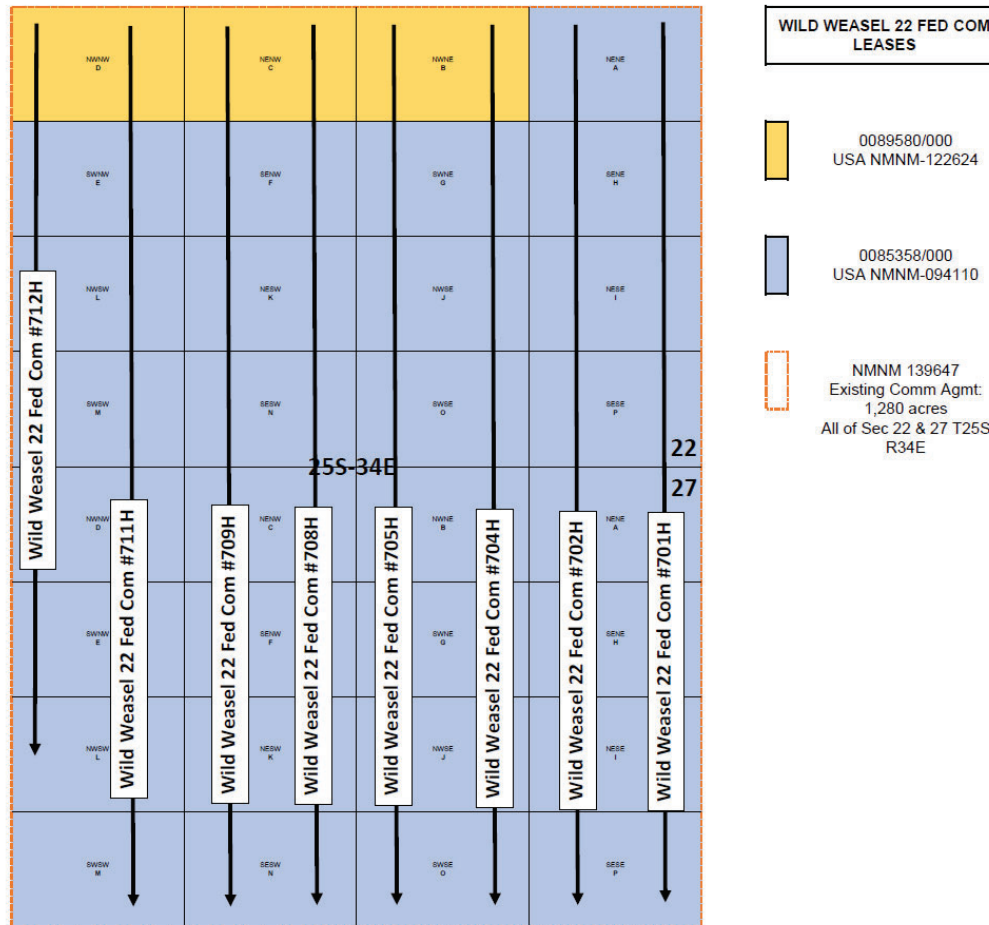 WILD WEASEL 22 FED COM
LEASES
NWNW
D
NENW
C
NWNE
B
NENE
A
0089580/000
USA NMNM-122624
SWNW
E
SENW
F
SWNE
G
SENE
H
0085358/000
USA NMNM-094110
NWSW
L
NESW
K
NWSE
J
NESE
I
NMNM 139647
Existing Comm Agmt:
1,280 acres
All of Sec 22 & 27 T25S
R34E
SWSW
M
SESW
N
SWSE
O
SESE
P
22
25S-34E
27
NWNW
D
NENW
C
NWNE
B
NENE
A
SWNW
E
SENW
F
SWNE
G
SENE
H
NWSW
L
NESW
K
NWSE
J
NESE
I
SWSW
M
SESW
N
SWSE
O
SESE
P
Wild Weasel 22 Fed Com #712H
Wild Weasel 22 Fed Com #711H
Wild Weasel 22 Fed Com #709H
Wild Weasel 22 Fed Com #708H
Wild Weasel 22 Fed Com #705H
Wild Weasel 22 Fed Com #704H
Wild Weasel 22 Fed Com #702H
Wild Weasel 22 Fed Com #701H